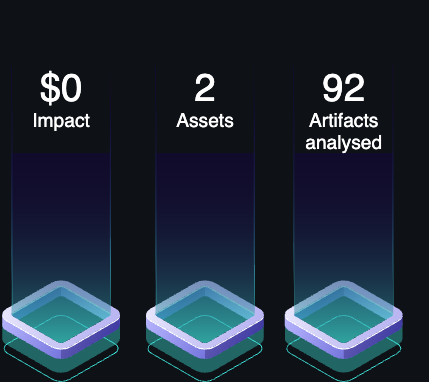 $0
Impact
2
Assets
92
Artifacts
analysed